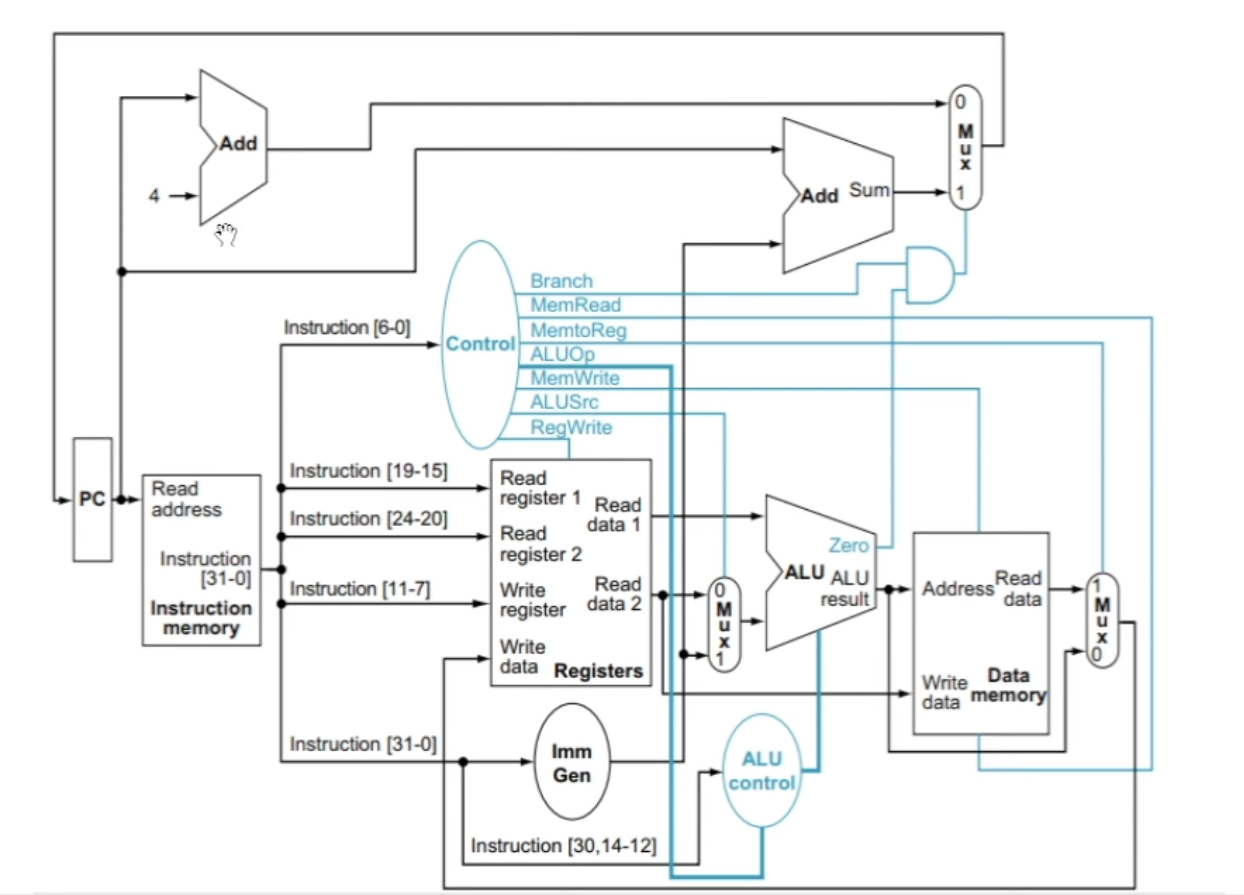 Add
4
0
M
u
x
1
Add Sum
Branch
MemRead
MemtoReg
ALUOp
MemWrite
ALUSrc
RegWrite
Control
Instruction [6-0]
PC
Read
address
Instruction
[31-0]
Instruction
memory
Instruction [19-15]
Instruction [24-20]
Instruction [11-7]
Instruction [31-0]
Read
register 1
Read
register 2
Write
register
Write
data
Read
data 1
Read
data 2
Registers
0
M
u
x
1
Zero
ALU
ALU
result
Address
Read
data
Write
data
Data
memory
1
M
u
x
0
Imm
Gen
ALU
control
Instruction [30,14-12]